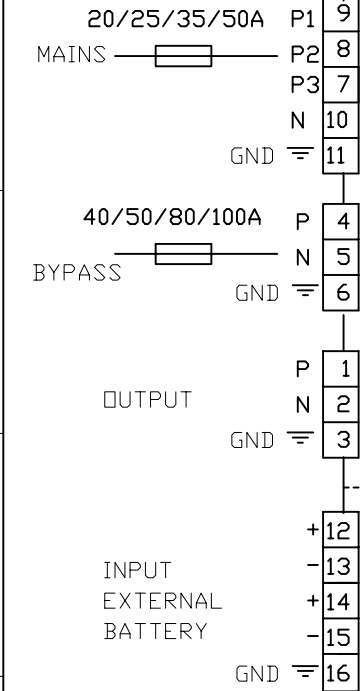 20/25/35/50A P1 9
MAINS P2 8
P3 7
N 10
GND 11
40/50/80/100A P 4
N 5
BYPASS
GND 6
P 1
OUTPUT N 2
GND 3
+ 12
INPUT - 13
EXTERNAL + 14
BATTERY - 15
GND 16